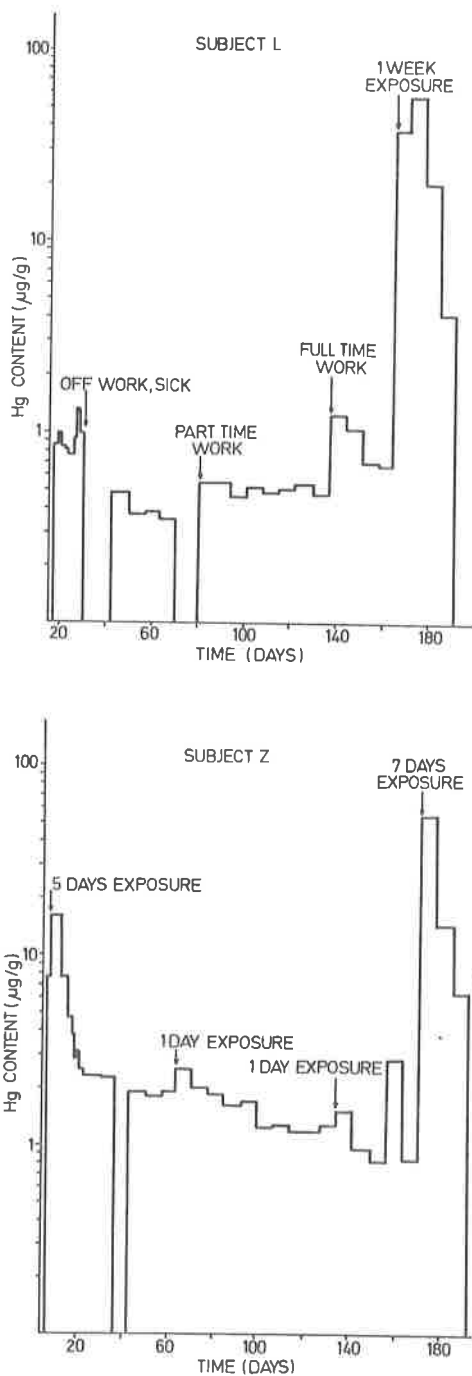 SUBJECT L
100
1 WEEK
EXPOSURE
10
Hg CONTENT (µg/g)
OFF WORK, SICK
FULL TIME
WORK
PART TIME
WORK
1
20 60 100 140 180
TIME (DAYS)
SUBJECT Z
100
7 DAYS
EXPOSURE
5 DAYS EXPOSURE
10
Hg CONTENT (µg/g)
1 DAY EXPOSURE
1 DAY EXPOSURE
1
20 60 100 140 180
TIME (DAYS)